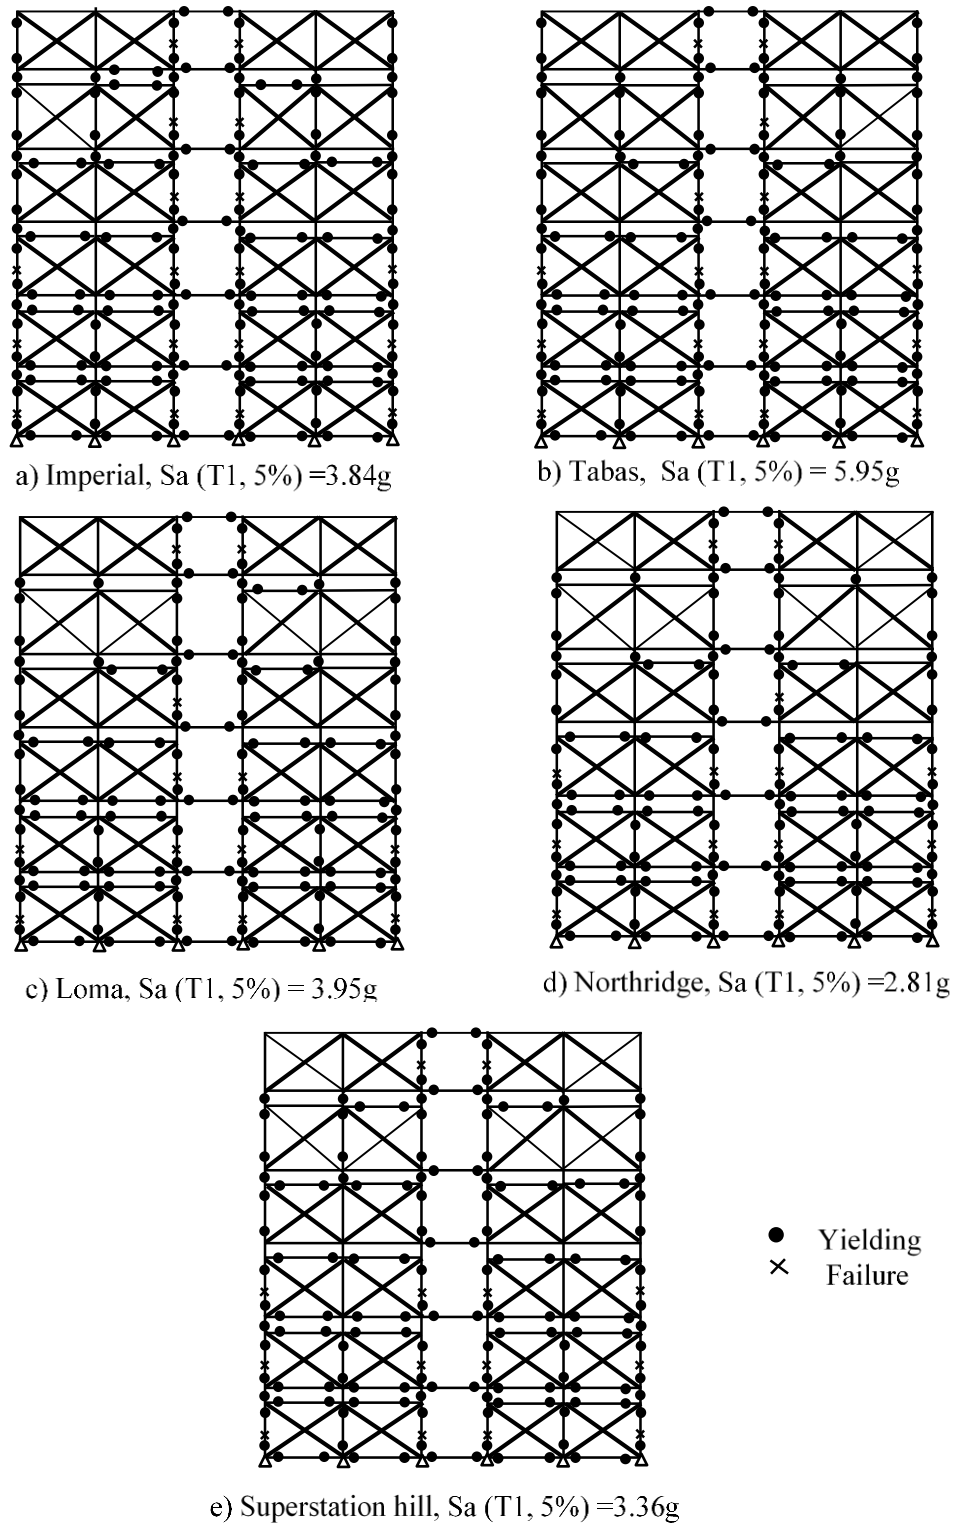 a) Imperial, Sa (T1, 5%) =3.84g
b) Tabas, Sa (T1, 5%) = 5.95g
c) Loma, Sa (T1, 5%) = 3.95g
d) Northridge, Sa (T1, 5%) =2.81g
Yielding
Failure
e) Superstation hill, Sa (T1, 5%) =3.36g